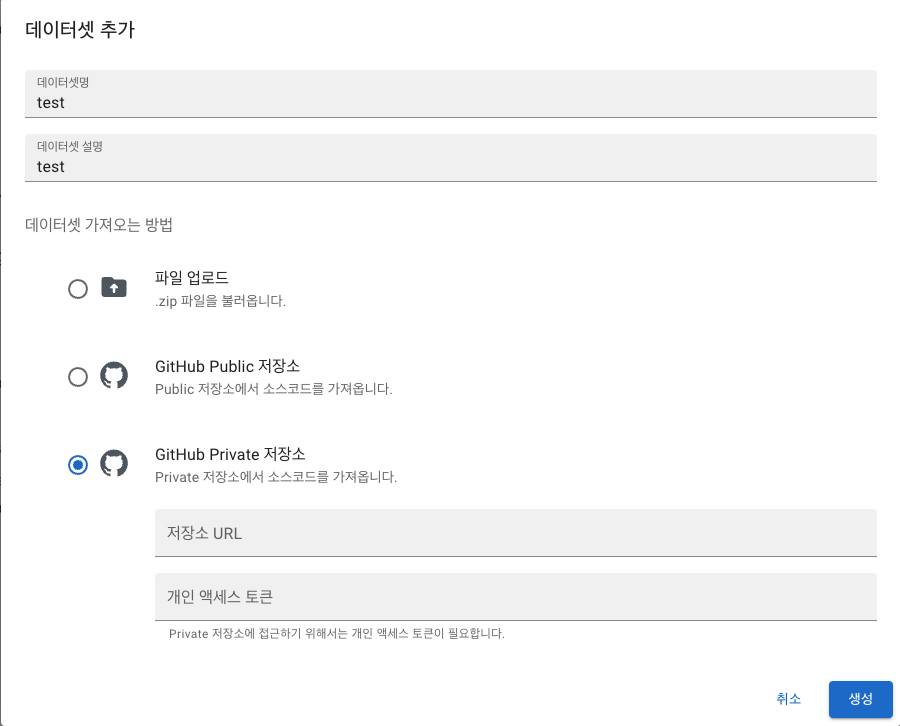 데이터셋 추가
데이터셋명
test
데이터셋 설명
test
데이터셋 가져오는 방법
파일 업로드
.zip 파일을 불러옵니다.
GitHub Public 저장소
Public 저장소에서 소스코드를 가져옵니다.
GitHub Private 저장소
Private 저장소에서 소스코드를 가져옵니다.
저장소 URL
개인 액세스 토큰
Private 저장소에 접근하기 위해서는 개인 액세스 토큰이 필요합니다.
취소
생성